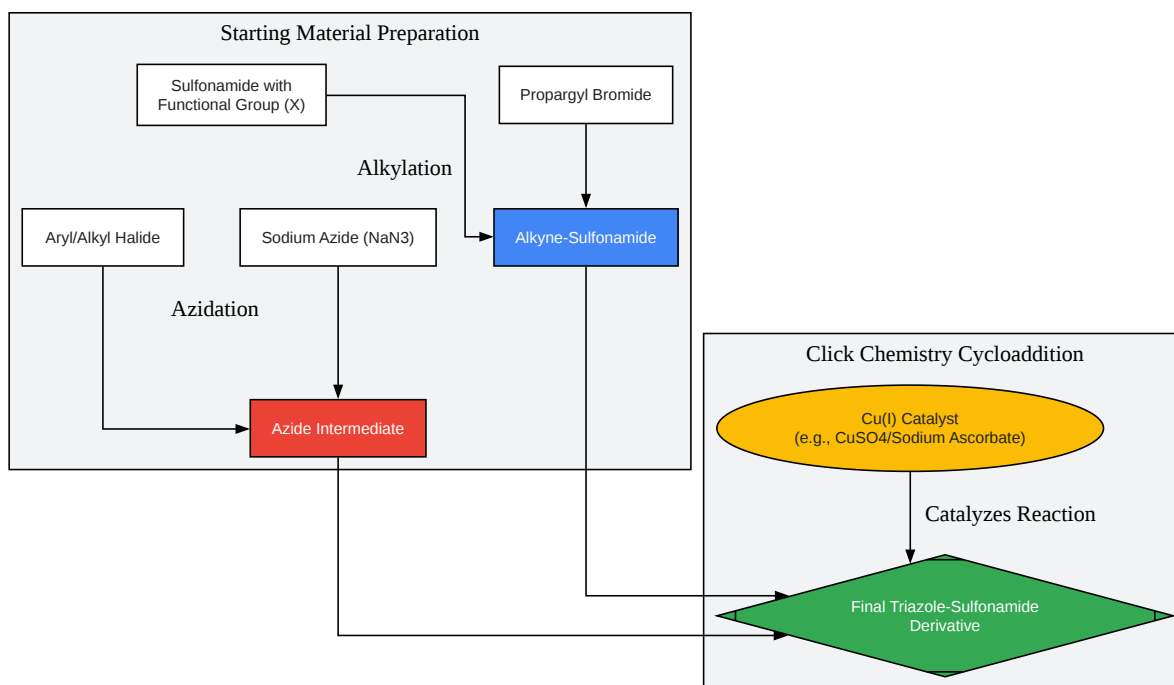 Starting Material Preparation
Sulfonamide with
Functional Group (X)
Propargyl Bromide
Alkylation
Aryl/Alkyl Halide
Sodium Azide (NaN3)
Alkyne-Sulfonamide
Azidation
Azide Intermediate
Click Chemistry Cycloaddition
Cu(I) Catalyst
(e.g., CuSO4/Sodium Ascorbate)
Catalyzes Reaction
Final Triazole-Sulfonamide
Derivative